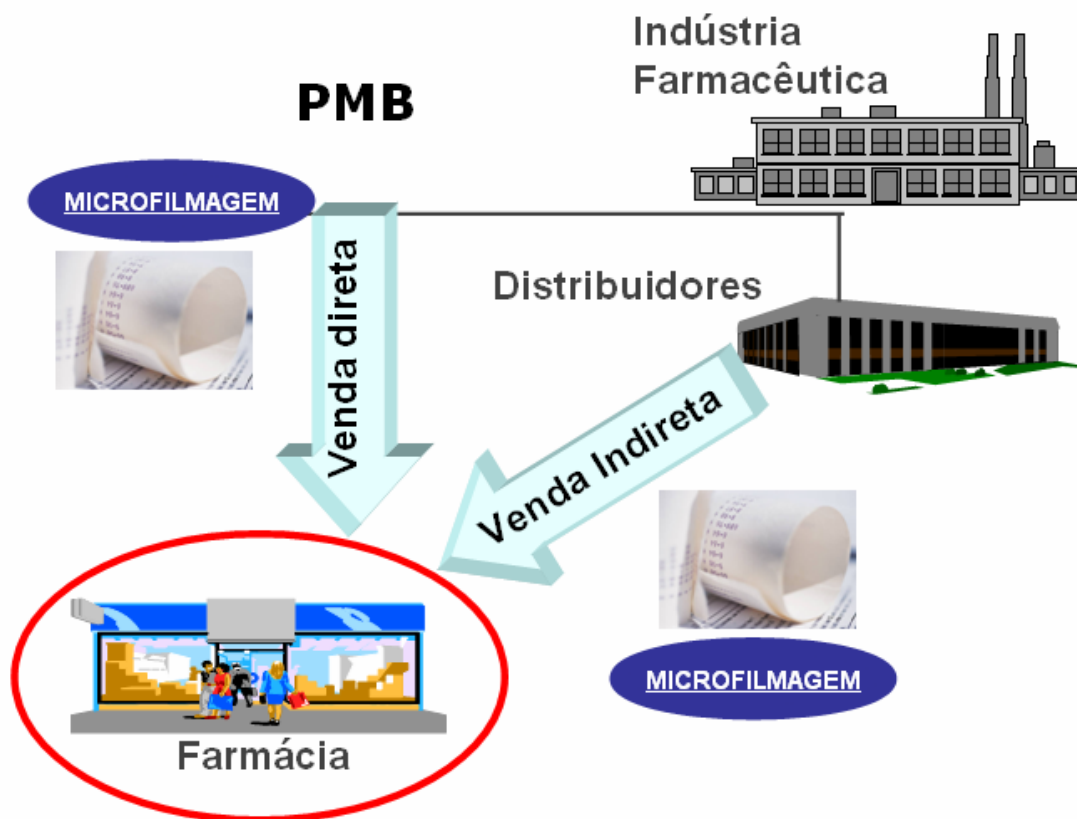 Indústria
Farmacêutica
PMB
MICROFILMAGEM
Venda direta
Distribuidores
Venda Indireta
MICROFILMAGEM
Farmácia